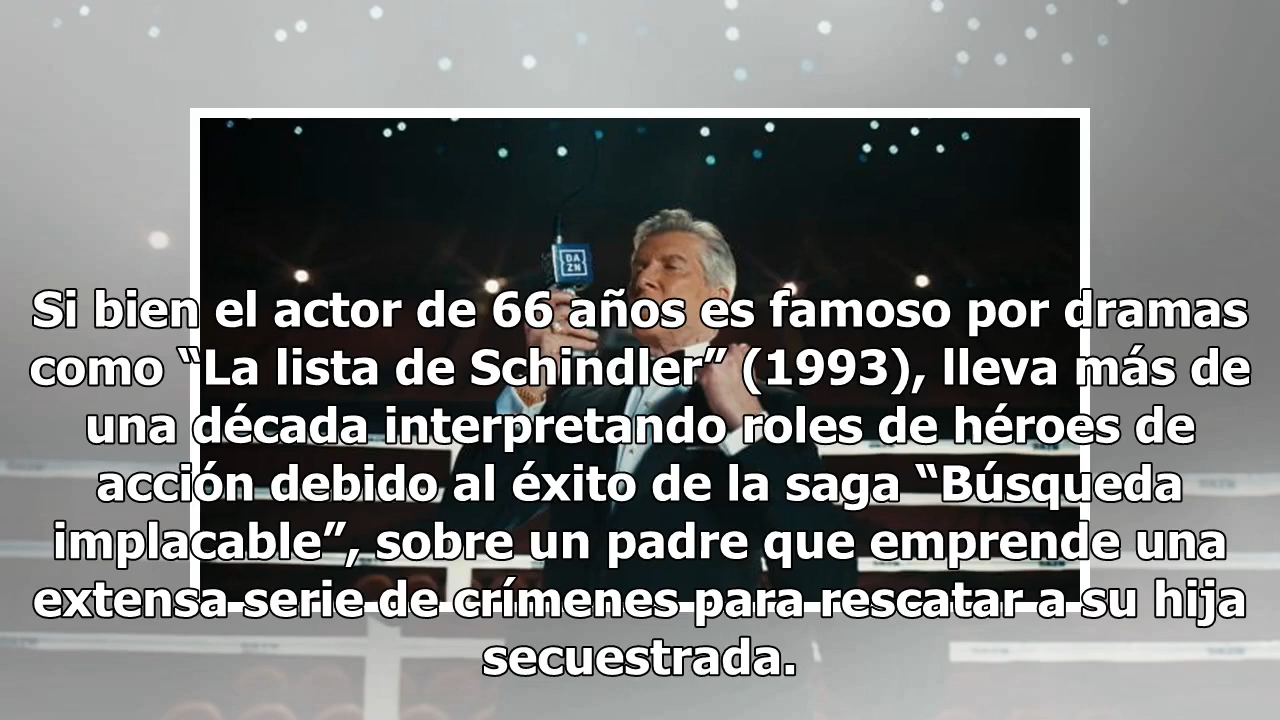 DA
ZN
Si bien el actor de 66 años es famoso por dramas
como “La lista de Schindler” (1993), lleva más de
una década interpretando roles de héroes de
acción debido al éxito de la saga “Búsqueda
implacable”, sobre un padre que emprende una
extensa serie de crímenes para rescatar a su hija
secuestrada.